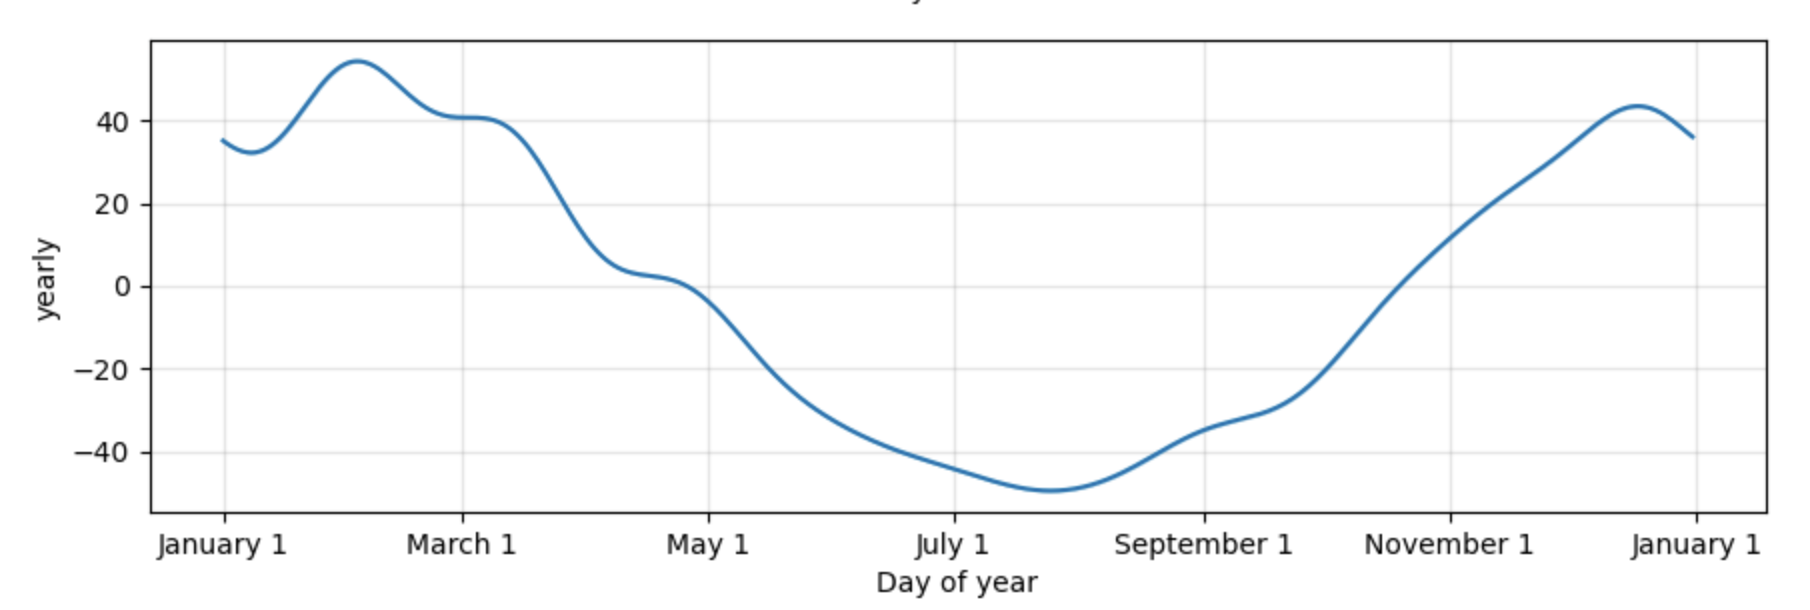 40
20
0
−20
−40
yearly
January 1 March 1 May 1 July 1 September 1 November 1 January 1
Day of year